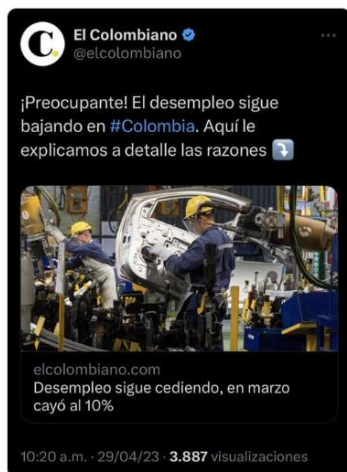 El Colombiano
@elcolombiano
¡Preocupante! El desempleo sigue
bajando en #Colombia. Aquí le
explicamos a detalle las razones ⤵️
elcolombiano.com
Desempleo sigue cediendo, en marzo
cayó al 10%
10:20 a.m. · 29/04/23 · 3.887 visualizaciones